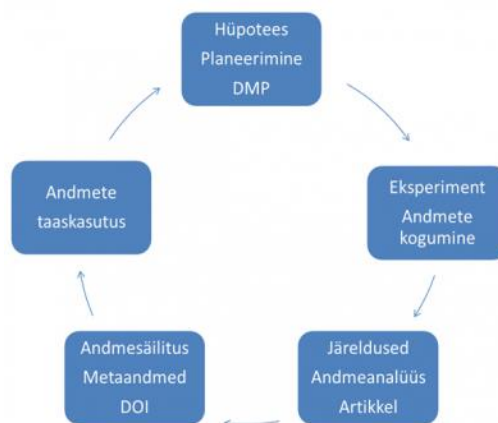 Hüpotees
Planeerimine
DMP
Eksperiment
Andmete
kogumine
Järeldused
Andmeanalüüs
Artikkel
Andmesäilitus
Metaandmed
DOI
Andmete
taaskasutus